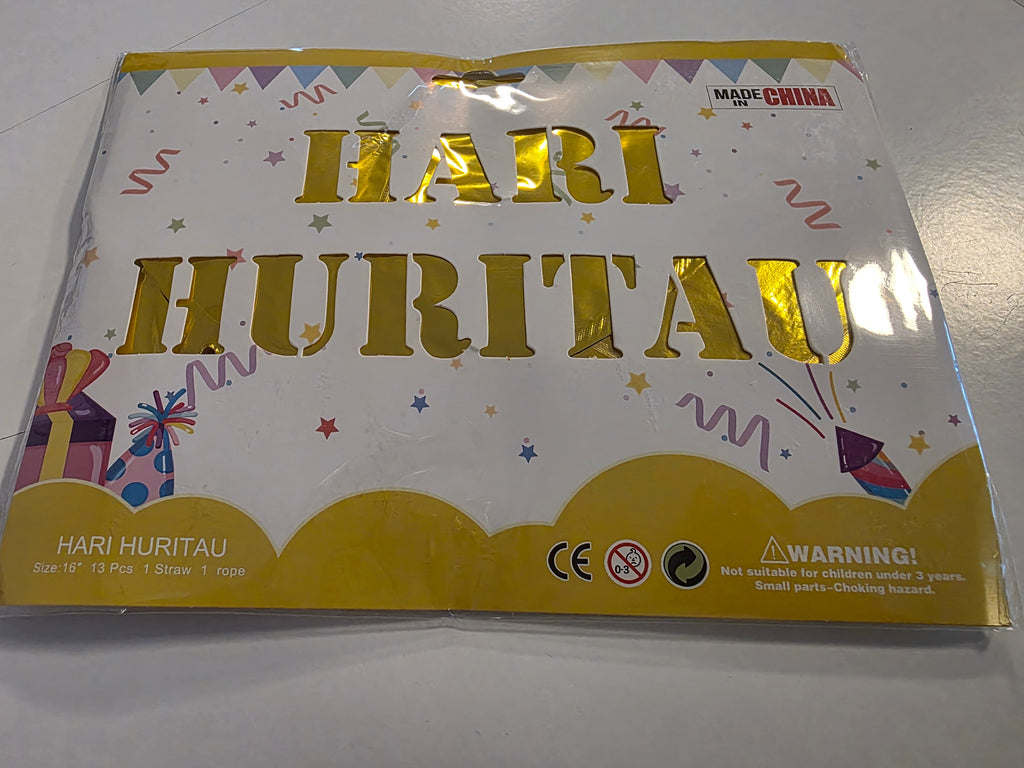 MADE IN CHINA
HARI
HURITAU
HARI HURITAU
Size:16" 13 Pcs 1 Straw 1 rope
CE
0-3
WARNING!
Not suitable for children under 3 years.
Small parts-Choking hazard.